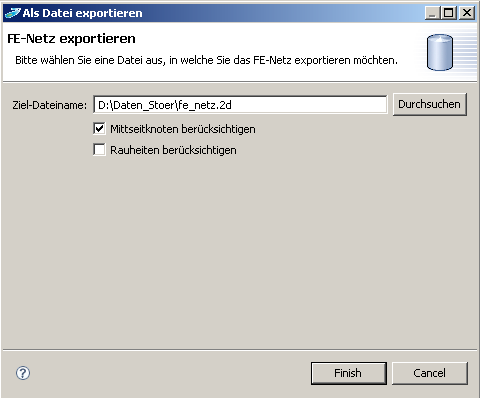 Als Datei exportieren
FE-Netz exportieren
Bitte wählen Sie eine Datei aus, in welche Sie das FE-Netz exportieren möchten.
Ziel-Dateiname: D:\Daten_Stoer\fe_netz.2d Durchsuchen
Mittseitknoten berücksichtigen
Rauheiten berücksichtigen
? Finish Cancel